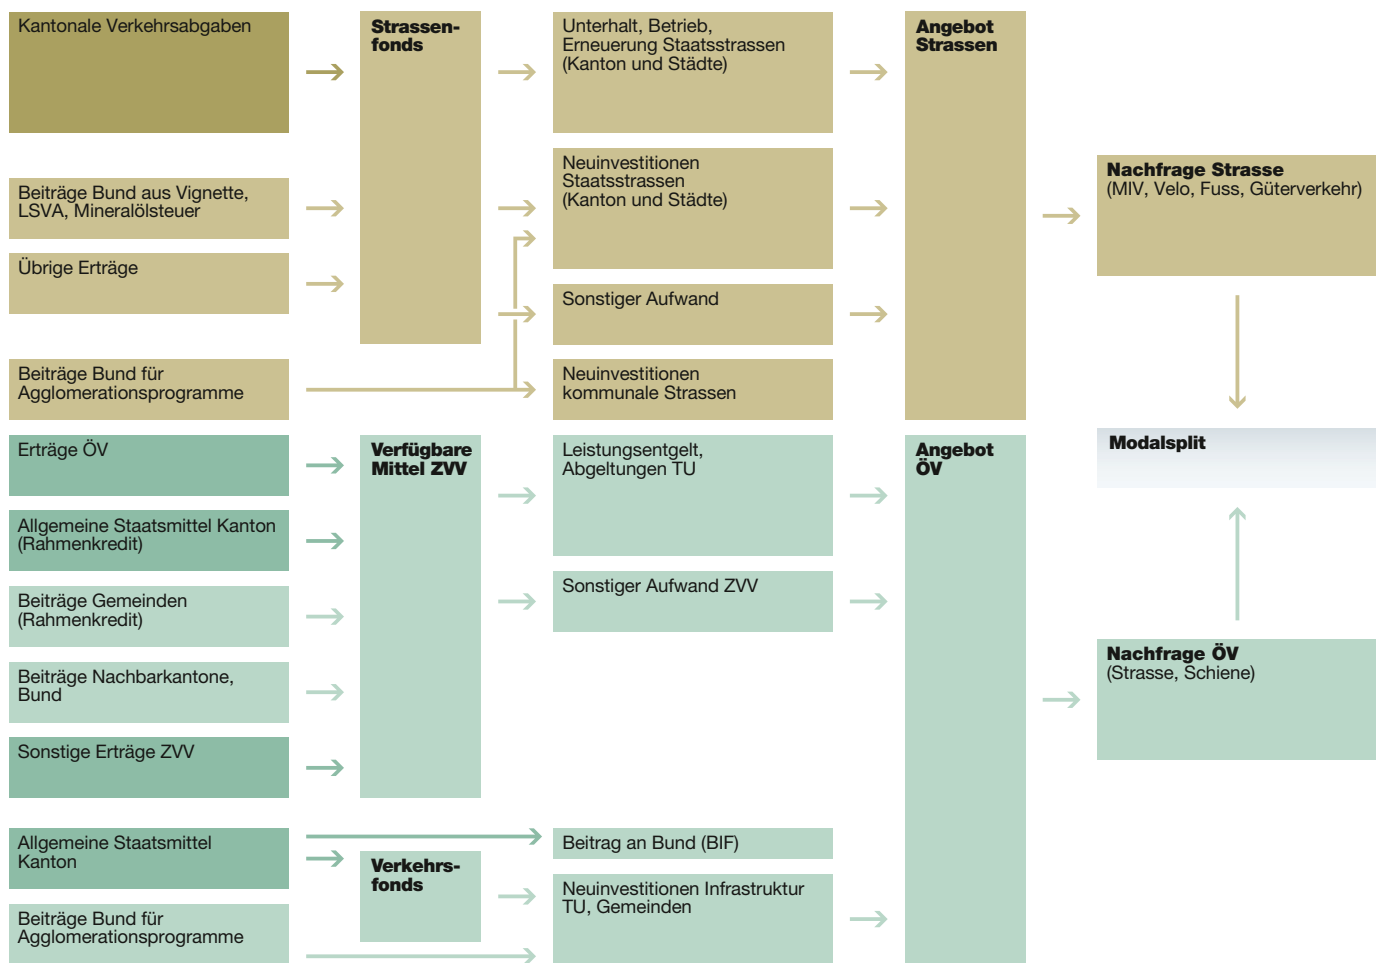 Kantonale Verkehrsabgaben
Strassen-
fonds
Unterhalt, Betrieb,
Erneuerung Staatsstrassen
(Kanton und Städte)
Angebot
Strassen
Beiträge Bund aus Vignette,
LSVA, Mineralölsteuer
Neuinvestitionen
Staatsstrassen
(Kanton und Städte)
Nachfrage Strasse
(MIV, Velo, Fuss, Güterverkehr)
Übrige Erträge
Sonstiger Aufwand
Beiträge Bund für
Agglomerationsprogramme
Neuinvestitionen
kommunale Strassen
Erträge ÖV
Verfügbare
Mittel ZVV
Leistungsentgelt,
Abgeltungen TU
Angebot
ÖV
Modalsplit
Allgemeine Staatsmittel Kanton
(Rahmenkredit)
Beiträge Gemeinden
(Rahmenkredit)
Sonstiger Aufwand ZVV
Beiträge Nachbarkantone,
Bund
Nachfrage ÖV
(Strasse, Schiene)
Sonstige Erträge ZVV
Allgemeine Staatsmittel
Kanton
Beitrag an Bund (BIF)
Verkehrs-
fonds
Neuinvestitionen Infrastruktur
TU, Gemeinden
Beiträge Bund für
Agglomerationsprogramme